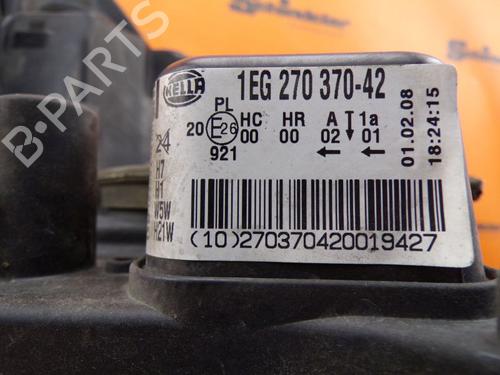 HELLA
1EG 270 370-42
PL
20 E26 HC HR A 1a
00 00 02 01
921
24
H7
H1
W5W
H21W
01.02.08
18:24:15
(10)270370420019427
B-PARTS